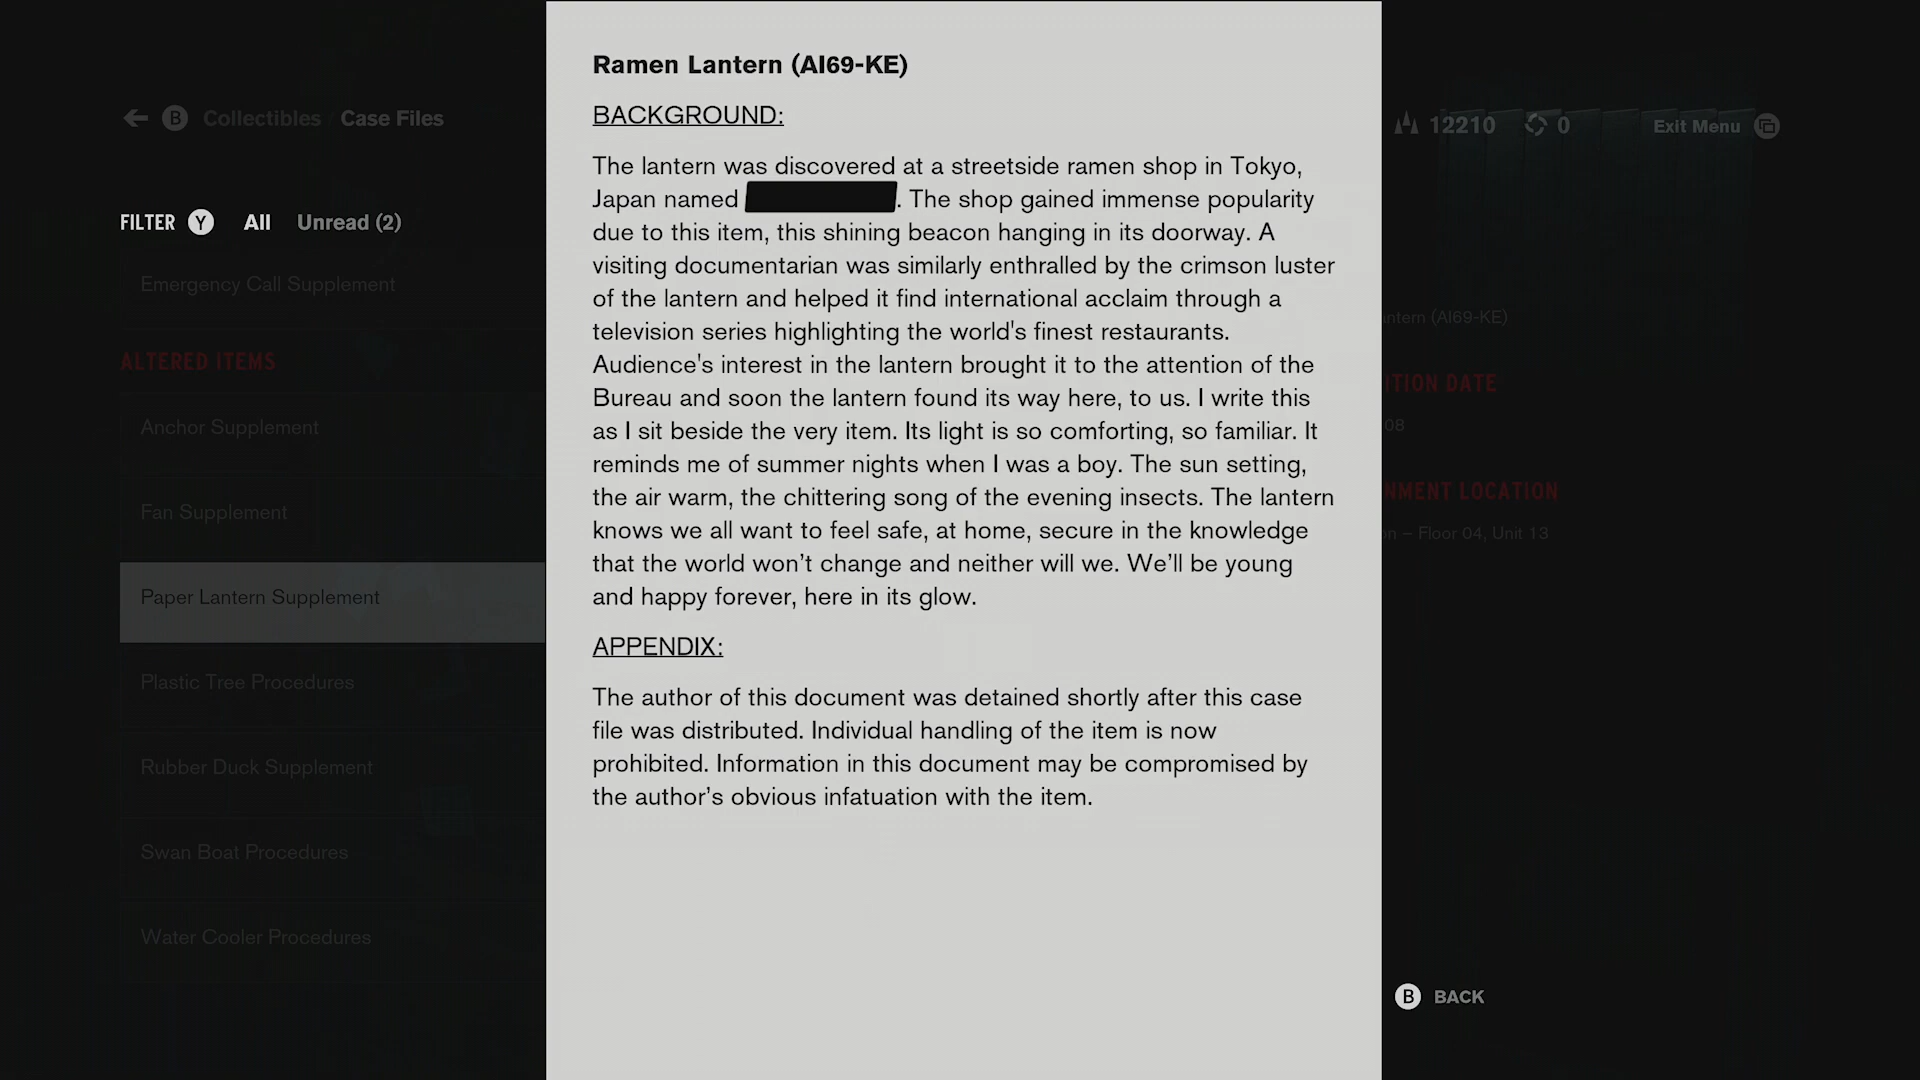 Ramen Lantern (AI69-KE)
BACKGROUND:
The lantern was discovered at a streetside ramen shop in Tokyo,
Japan named . The shop gained immense popularity
due to this item, this shining beacon hanging in its doorway. A
visiting documentarian was similarly enthralled by the crimson luster
of the lantern and helped it find international acclaim through a
television series highlighting the world's finest restaurants.
Audience's interest in the lantern brought it to the attention of the
Bureau and soon the lantern found its way here, to us. I write this
as I sit beside the very item. Its light is so comforting, so familiar. It
reminds me of summer nights when I was a boy. The sun setting,
the air warm, the chittering song of the evening insects. The lantern
knows we all want to feel safe, at home, secure in the knowledge
that the world won’t change and neither will we. We’ll be young
and happy forever, here in its glow.
APPENDIX:
The author of this document was detained shortly after this case
file was distributed. Individual handling of the item is now
prohibited. Information in this document may be compromised by
the author’s obvious infatuation with the item.
B Collectibles Case Files
FILTER Y All Unread (2)
Emergency Call Supplement
ALTERED ITEMS
Anchor Supplement
Fan Supplement
Paper Lantern Supplement
Plastic Tree Procedures
Rubber Duck Supplement
Swan Boat Procedures
Water Cooler Procedures
12210 0 Exit Menu
(AI69-KE)
DATE
08
LOCATION
– Floor 04, Unit 13
B BACK